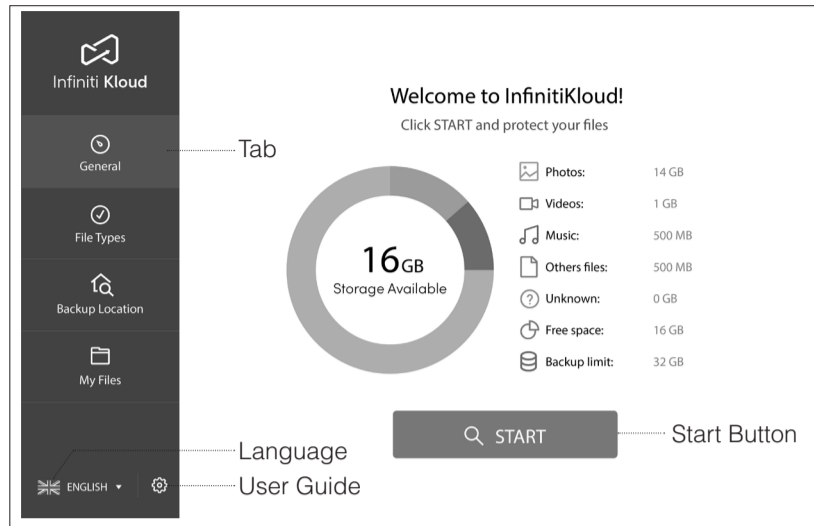 Infiniti Kloud
General
File Types
Backup Location
My Files
ENGLISH
Welcome to InfinitiKloud!
Click START and protect your files
16GB
Storage Available
Photos: 14 GB
Videos: 1 GB
Music: 500 MB
Others files: 500 MB
Unknown: 0 GB
Free space: 16 GB
Backup limit: 32 GB
START
Tab
Language
User Guide
Start Button